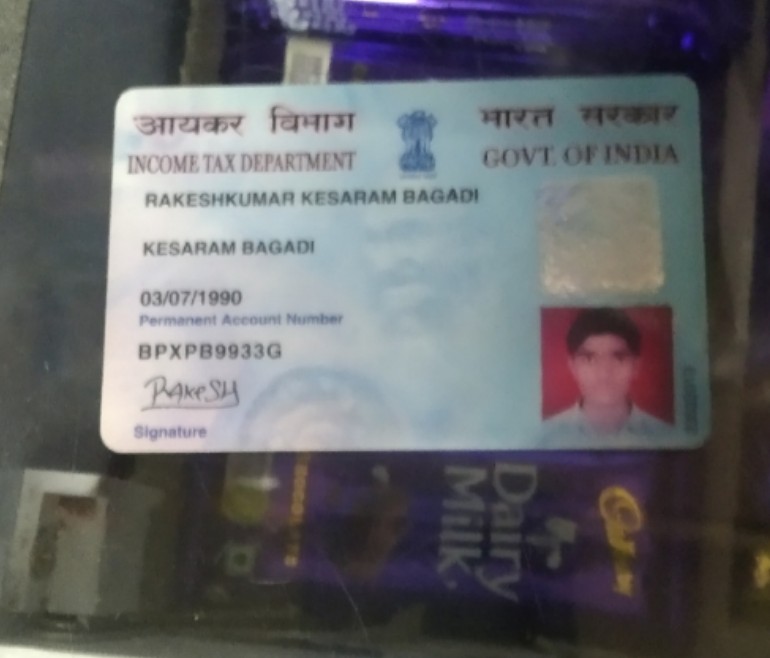 आयकर विभाग
भारत सरकार
INCOME TAX DEPARTMENT
GOVT. OF INDIA
RAKESHKUMAR KESARAM BAGADI
KESARAM BAGADI
03/07/1990
Permanent Account Number
BPXPB9933G
RAKeSH
Signature
Dairy
Milk